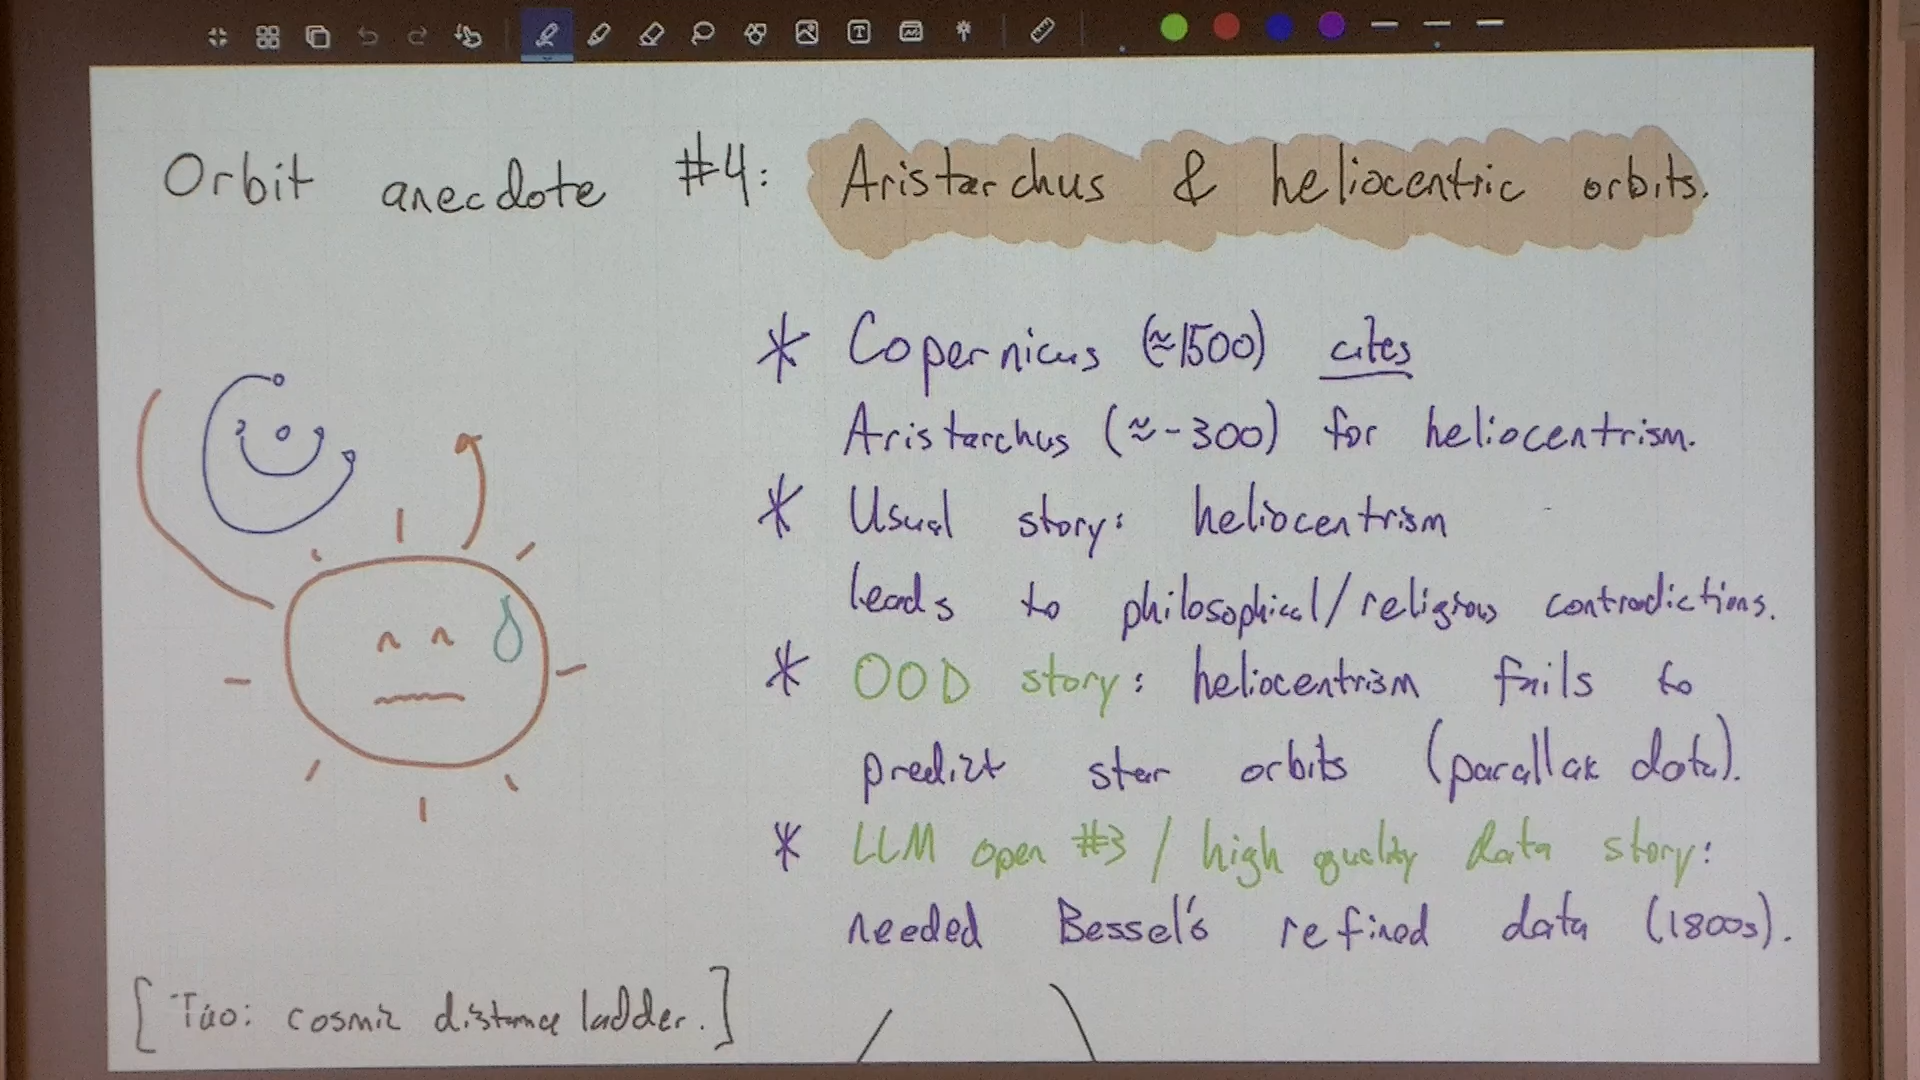 Orbit anecdote #4: Aristarchus & heliocentric orbits.
* Copernicus (≈1500) cites
Aristarchus (≈-300) for heliocentrism.
* Usual story: heliocentrism
leads to philosophical/religious contradictions.
* OOD story: heliocentrism fails to
predict star orbits (parallax data).
* LLM open #3 / high quality data story:
needed Bessel's refined data (1800s).
[Tao: cosmic distance ladder.]